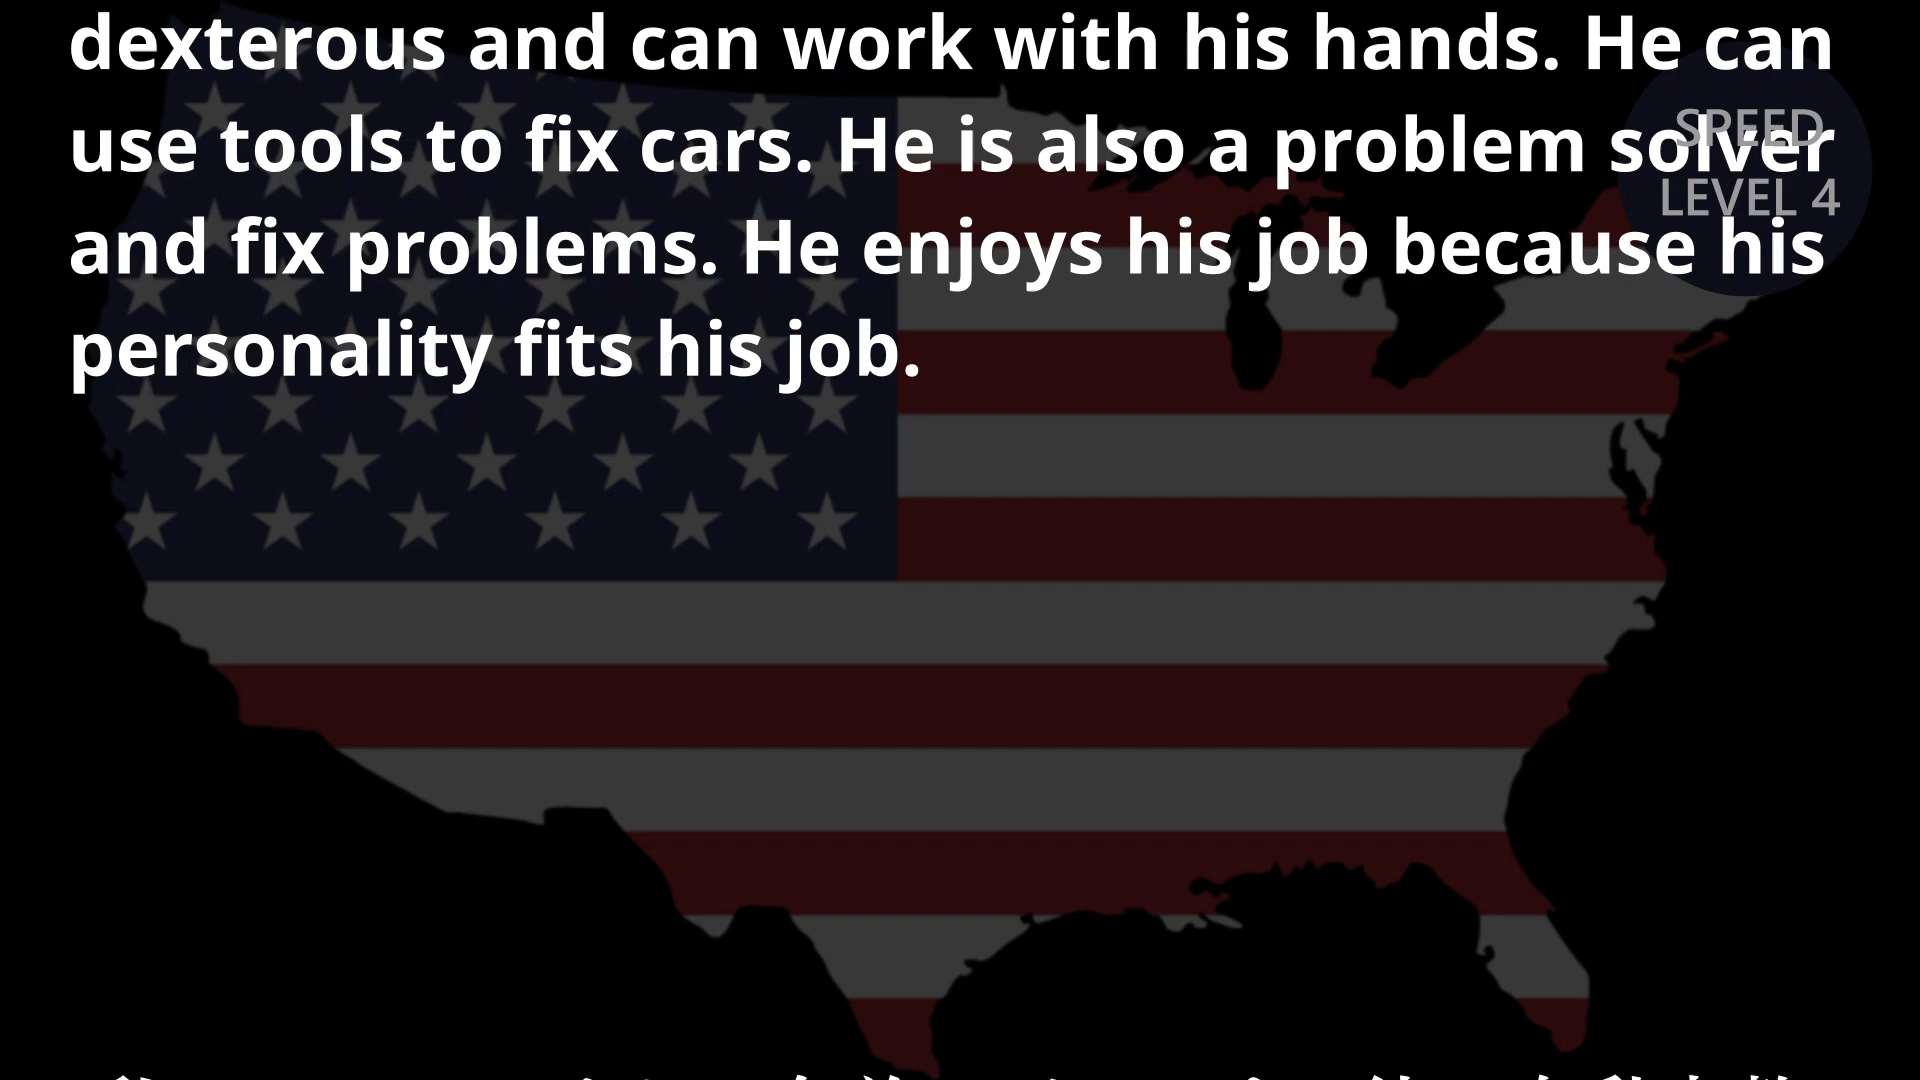 dexterous and can work with his hands. He can
use tools to fix cars. He is also a problem solver
and fix problems. He enjoys his job because his
personality fits his job.
SPEED
LEVEL 4